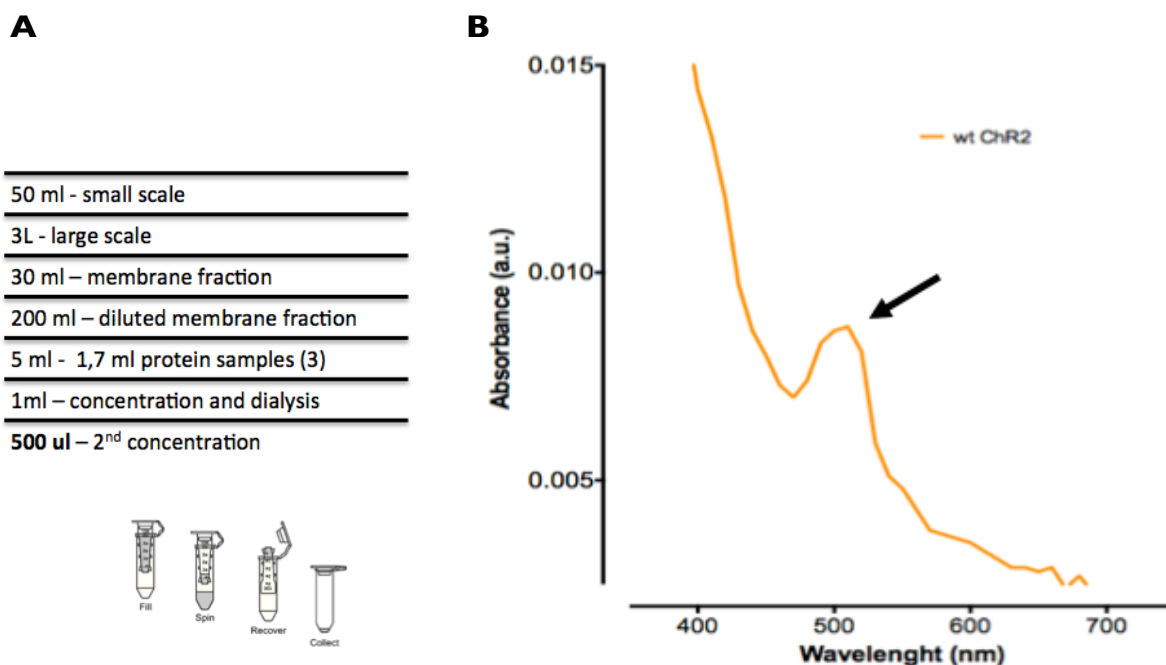 A
50 ml - small scale
3L - large scale
30 ml – membrane fraction
200 ml – diluted membrane fraction
5 ml - 1,7 ml protein samples (3)
1ml – concentration and dialysis
500 ul – 2nd concentration
Fill
Spin
Recover
Collect
B
0.015
0.010
0.005
Absorbance (a.u.)
wt ChR2
400 500 600 700
Wavelenght (nm)